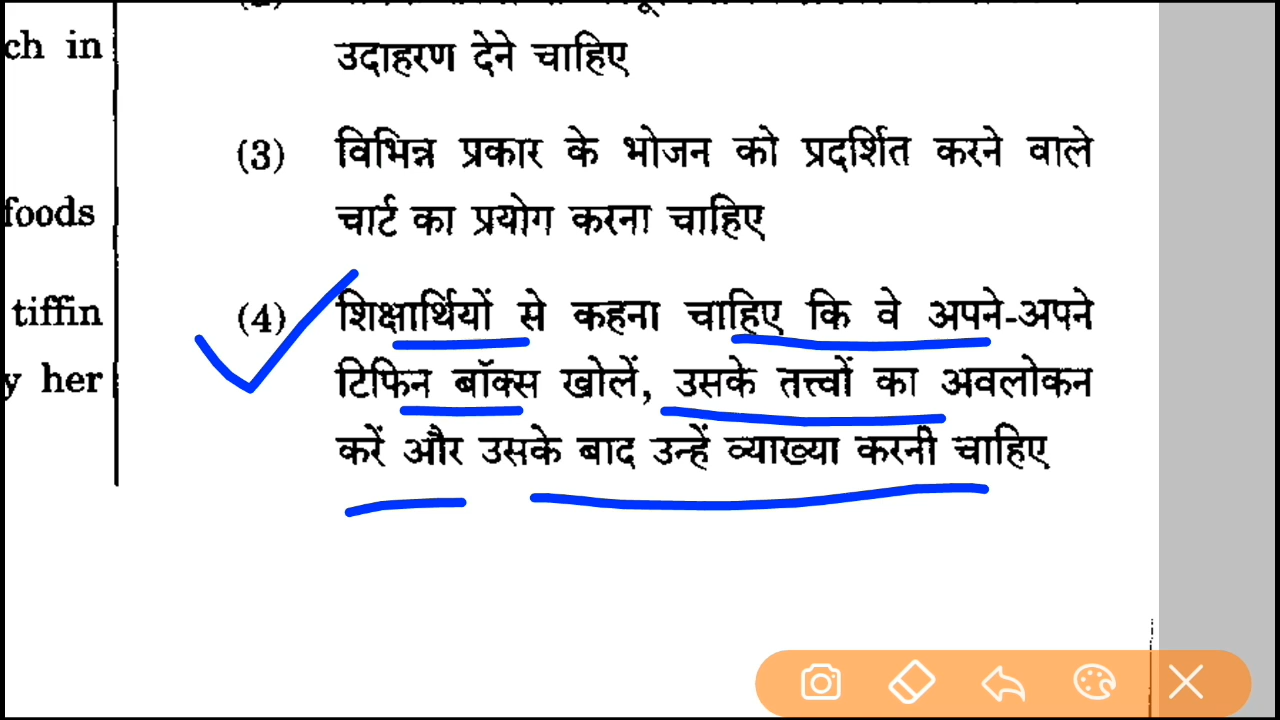 ch in
foods
tiffin
y her
उदाहरण देने चाहिए
(3) विभिन्न प्रकार के भोजन को प्रदर्शित करने वाले
चार्ट का प्रयोग करना चाहिए
(4) शिक्षार्थियों से कहना चाहिए कि वे अपने-अपने
टिफिन बॉक्स खोलें, उसके तत्त्वों का अवलोकन
करें और उसके बाद उन्हें व्याख्या करनी चाहिए